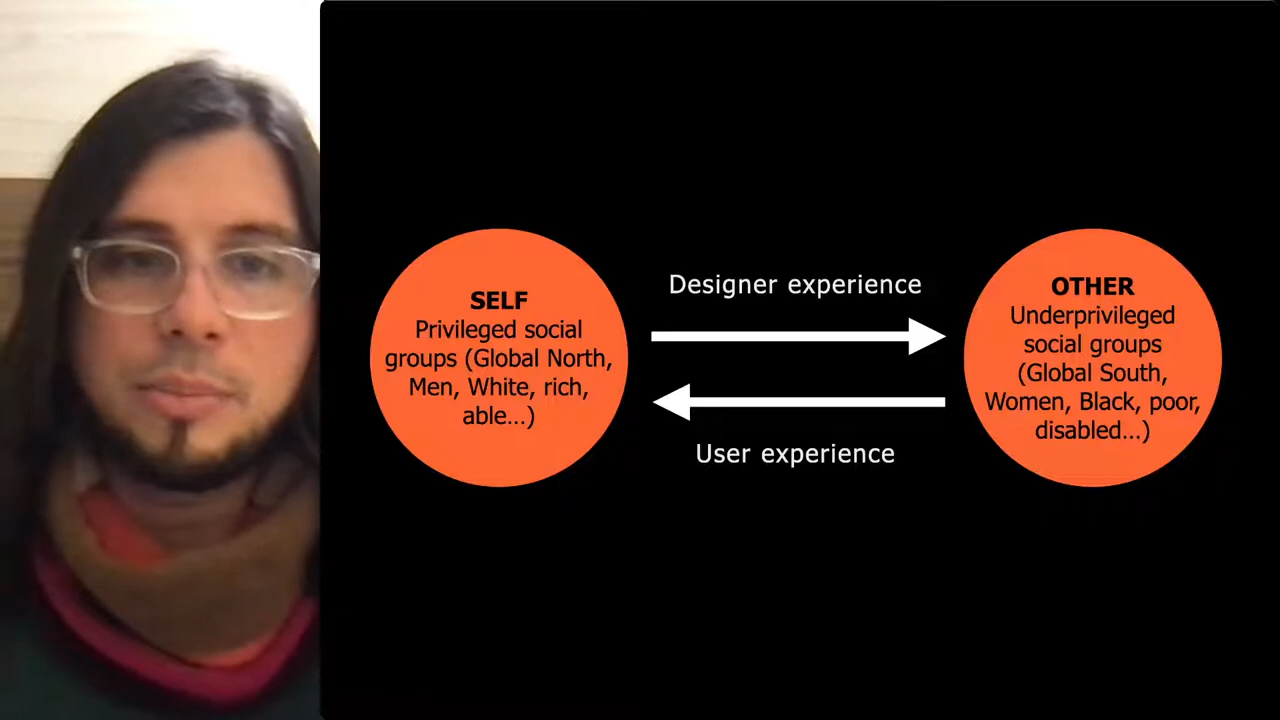 SELF
Privileged social
groups (Global North,
Men, White, rich,
able...)
Designer experience
User experience
OTHER
Underprivileged
social groups
(Global South,
Women, Black, poor,
disabled...)